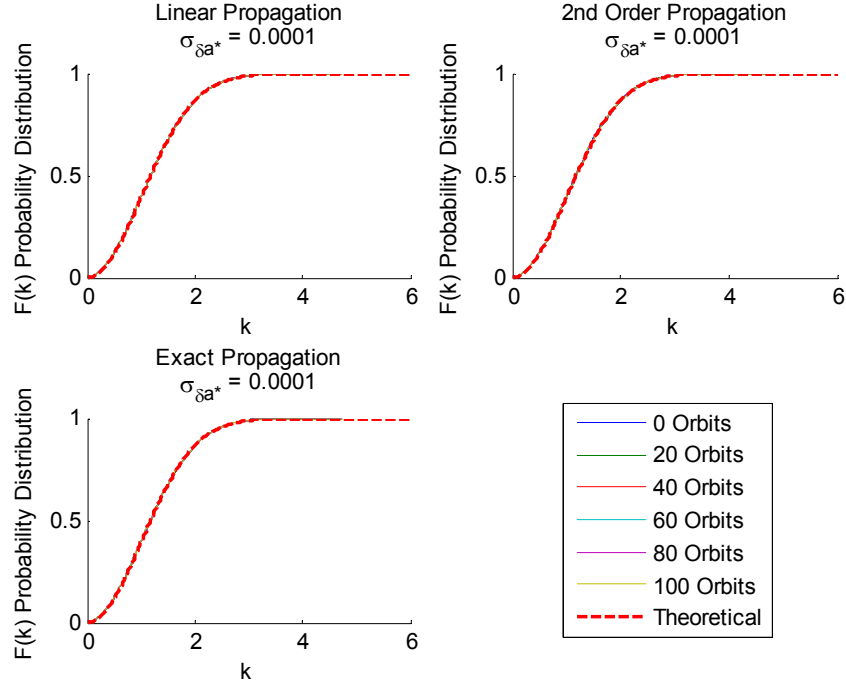 Linear Propagation
σδa* = 0.0001
F(k) Probability Distribution
1
0.5
0
0
2
4
6
k
2nd Order Propagation
σδa* = 0.0001
F(k) Probability Distribution
1
0.5
0
0
2
4
6
k
Exact Propagation
σδa* = 0.0001
F(k) Probability Distribution
1
0.5
0
0
2
4
6
k
0 Orbits
20 Orbits
40 Orbits
60 Orbits
80 Orbits
100 Orbits
Theoretical